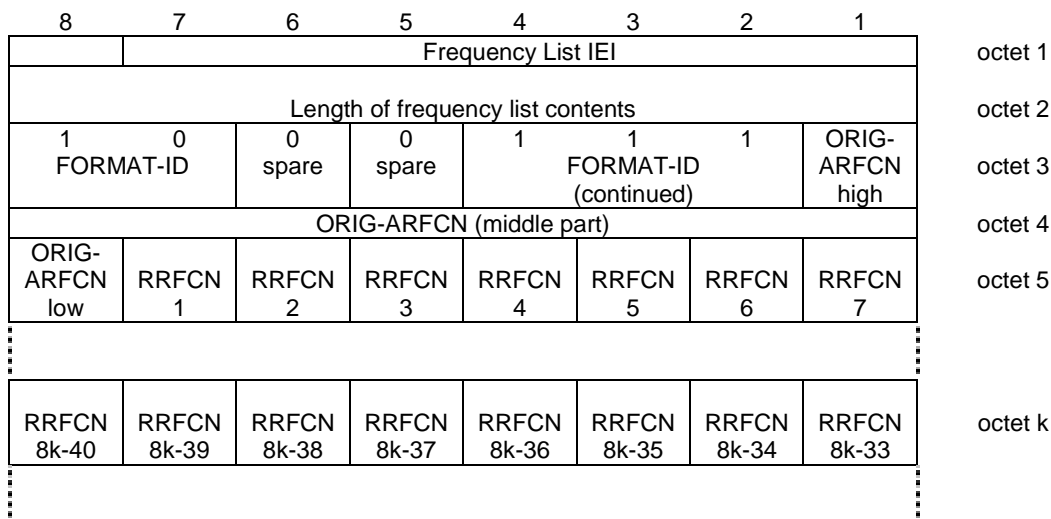 8 7 6 5 4 3 2 1
Frequency List IEI octet 1
Length of frequency list contents octet 2
1 0 0 0 1 1 1 ORIG-
FORMAT-ID spare spare FORMAT-ID ARFCN octet 3
(continued) high
ORIG-ARFCN (middle part) octet 4
ORIG-
ARFCN RRFCN RRFCN RRFCN RRFCN RRFCN RRFCN RRFCN octet 5
low 1 2 3 4 5 6 7
RRFCN RRFCN RRFCN RRFCN RRFCN RRFCN RRFCN RRFCN octet k
8k-40 8k-39 8k-38 8k-37 8k-36 8k-35 8k-34 8k-33